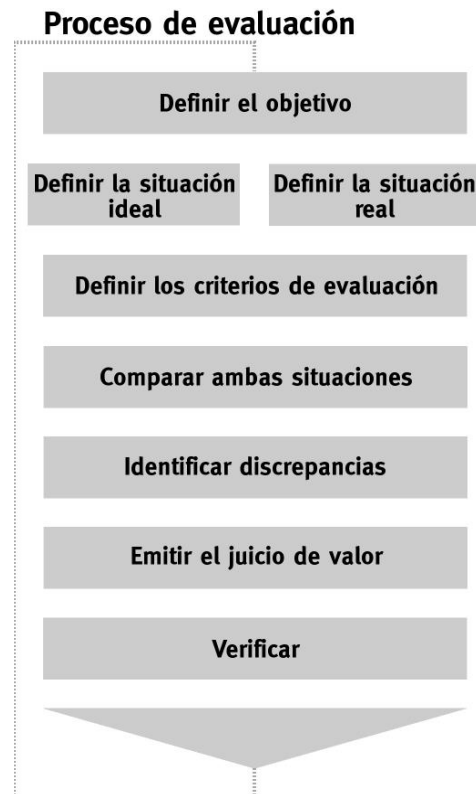 Proceso de evaluación
Definir el objetivo
Definir la situación
ideal
Definir la situación
real
Definir los criterios de evaluación
Comparar ambas situaciones
Identificar discrepancias
Emitir el juicio de valor
Verificar